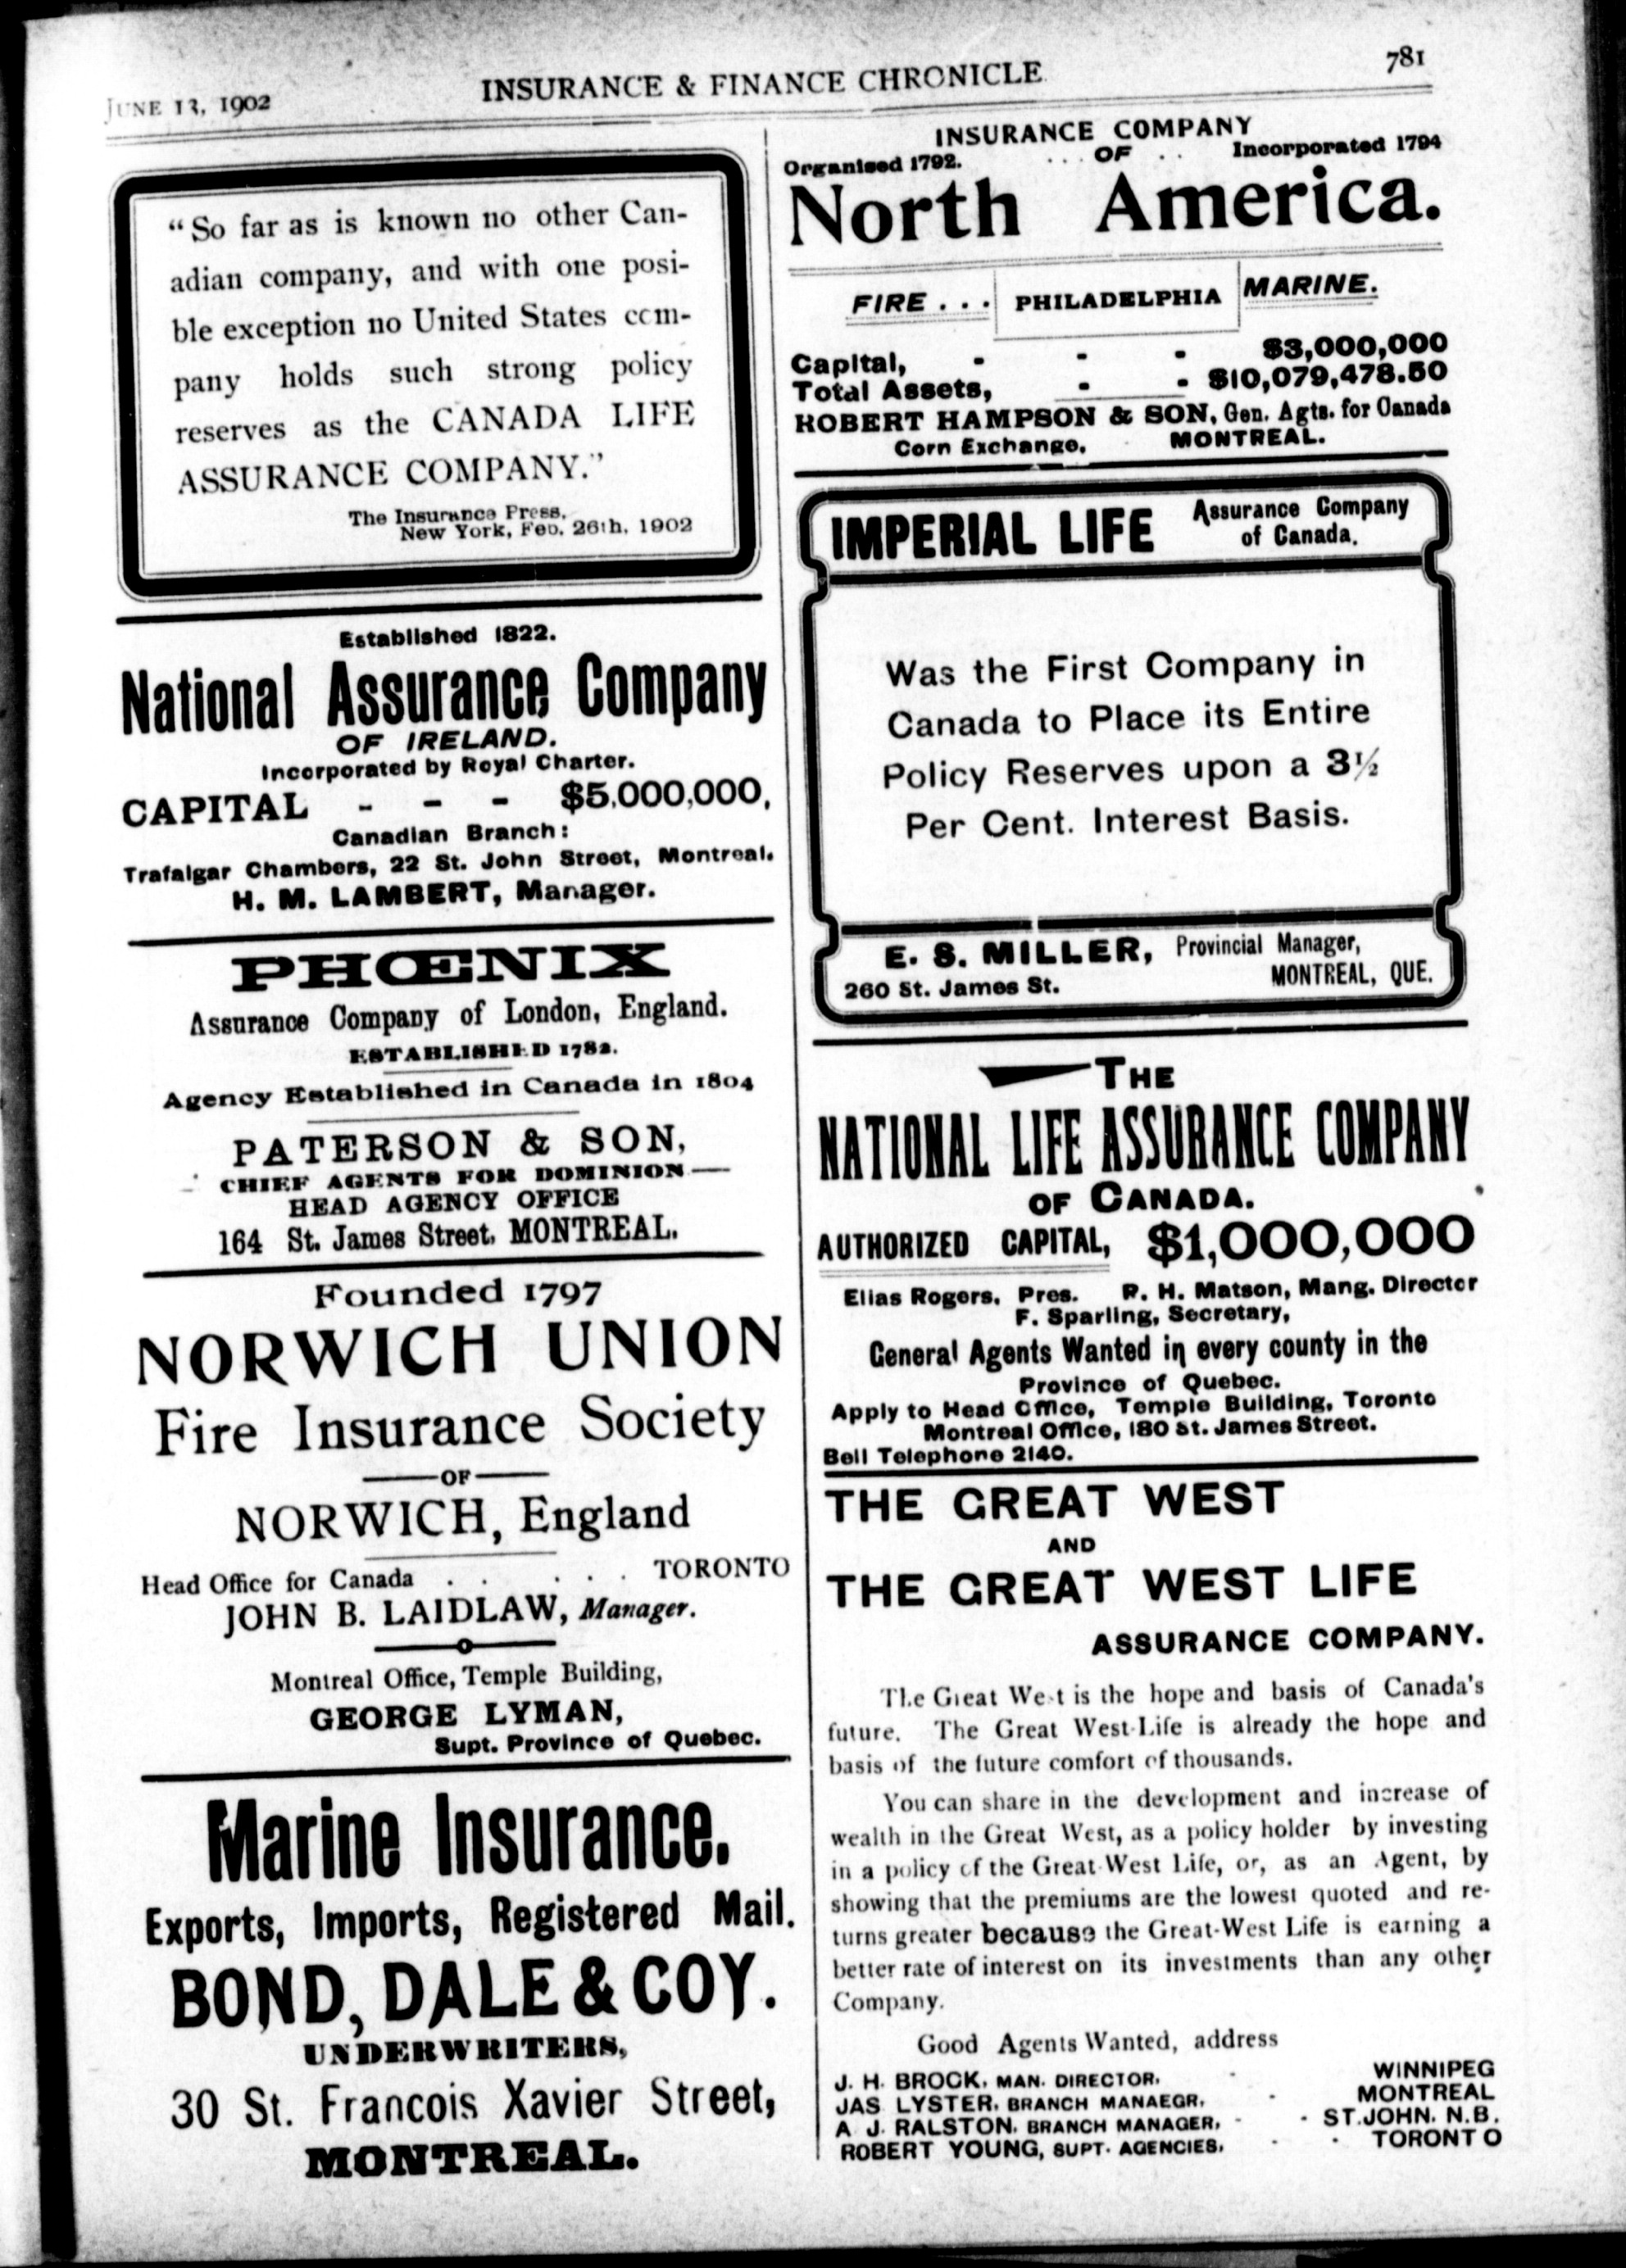 JUNE 13, 1902
INSURANCE & FINANCE CHRONICLE
781
“So far as is known no other Can-
adian company, and with one posi-
ble exception no United States com-
pany holds such strong policy
reserves as the CANADA LIFE
ASSURANCE COMPANY.”
The Insurance Press,
New York, Feb. 26th, 1902
Established 1822.
National Assurance Company
OF IRELAND.
Incorporated by Royal Charter.
CAPITAL - - - $5,000,000,
Canadian Branch:
Trafalgar Chambers, 22 St. John Street, Montreal.
H. M. LAMBERT, Manager.
PHŒNIX
Assurance Company of London, England.
ESTABLISHED 1782.
Agency Established in Canada in 1804
PATERSON & SON,
CHIEF AGENTS FOR DOMINION
HEAD AGENCY OFFICE
164 St. James Street, MONTREAL.
Founded 1797
NORWICH UNION
Fire Insurance Society
OF
NORWICH, England
Head Office for Canada . . . . . TORONTO
JOHN B. LAIDLAW, Manager.
Montreal Office, Temple Building,
GEORGE LYMAN,
Supt. Province of Quebec.
Marine Insurance.
Exports, Imports, Registered Mail.
BOND, DALE & COY.
UNDERWRITERS,
30 St. Francois Xavier Street,
MONTREAL.
INSURANCE COMPANY
Organised 1792. ... OF .. Incorporated 1794
North America.
FIRE... PHILADELPHIA MARINE.
Capital, - - - $3,000,000
Total Assets, - - $10,079,478.50
ROBERT HAMPSON & SON, Gen. Agts. for Canada
Corn Exchange, MONTREAL.
IMPERIAL LIFE Assurance Company
of Canada.
Was the First Company in
Canada to Place its Entire
Policy Reserves upon a 3½
Per Cent. Interest Basis.
E. S. MILLER, Provincial Manager,
260 St. James St. MONTREAL, QUE.
THE
NATIONAL LIFE ASSURANCE COMPANY
OF CANADA.
AUTHORIZED CAPITAL, $1,000,000
Elias Rogers, Pres. R. H. Matson, Mang. Director
F. Sparling, Secretary,
General Agents Wanted in every county in the
Province of Quebec.
Apply to Head Office, Temple Building, Toronto
Montreal Office, 180 St. James Street.
Bell Telephone 2140.
THE GREAT WEST
AND
THE GREAT WEST LIFE
ASSURANCE COMPANY.
The Great West is the hope and basis of Canada's
future. The Great West-Life is already the hope and
basis of the future comfort of thousands.
You can share in the development and increase of
wealth in the Great West, as a policy holder by investing
in a policy of the Great-West Life, or, as an Agent, by
showing that the premiums are the lowest quoted and re-
turns greater because the Great-West Life is earning a
better rate of interest on its investments than any other
Company.
Good Agents Wanted, address
J. H. BROCK, MAN. DIRECTOR. - WINNIPEG
JAS LYSTER, BRANCH MANAEGR, - MONTREAL
A J. RALSTON, BRANCH MANAGER, - - ST.JOHN. N.B.
ROBERT YOUNG, SUPT. AGENCIES, - - TORONTO